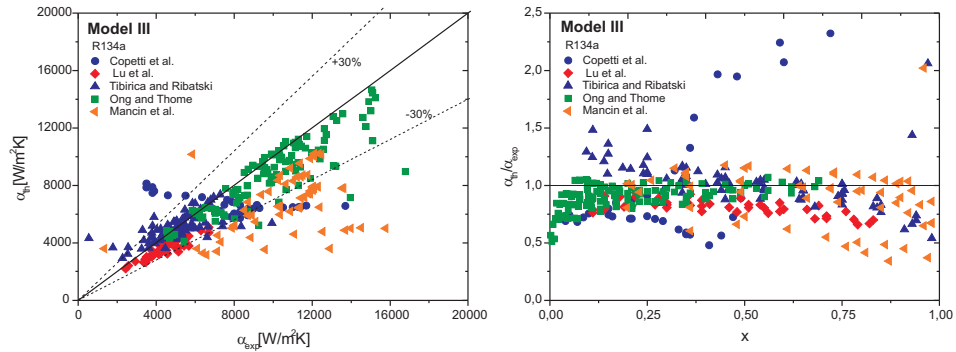 Model III
R134a
Copetti et al.
Lu et al.
Tibirica and Ribatski
Ong and Thome
Mancin et al.
+30%
-30%
20000
16000
12000
8000
4000
0
0
4000
8000
12000
16000
20000
α_th[W/m²K]
α_exp[W/m²K]
Model III
R134a
Copetti et al.
Lu et al.
Tibirica and Ribatski
Ong and Thome
Mancin et al.
2,5
2,0
1,5
1,0
0,5
0,0
0,00
0,25
0,50
0,75
1,00
α_th/α_exp
x